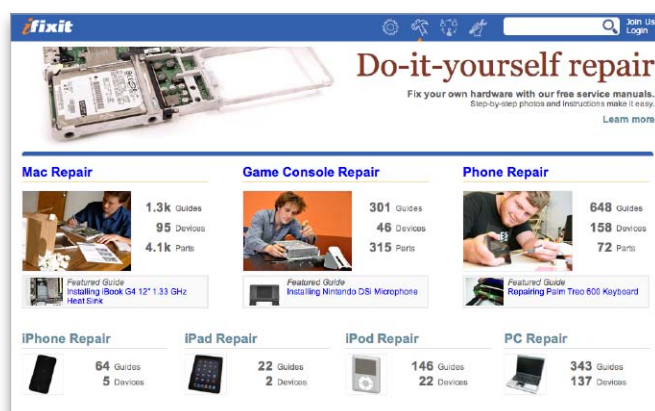 ifixit
Join Us
Login
Do-it-yourself repair
Fix your own hardware with our free service manuals.
Step-by-step photos and instructions make it easy.
Learn more
Mac Repair
1.3k Guides
95 Devices
4.1k Parts
Featured Guide
Installing iBook G4 12" 1.33 GHz
Heat Sink
Game Console Repair
301 Guides
46 Devices
315 Parts
Featured Guide
Installing Nintendo DSi Microphone
Phone Repair
648 Guides
158 Devices
72 Parts
Featured Guide
Repairing Palm Treo 600 Keyboard
iPhone Repair
64 Guides
5 Devices
iPad Repair
22 Guides
2 Devices
iPod Repair
146 Guides
22 Devices
PC Repair
343 Guides
137 Devices